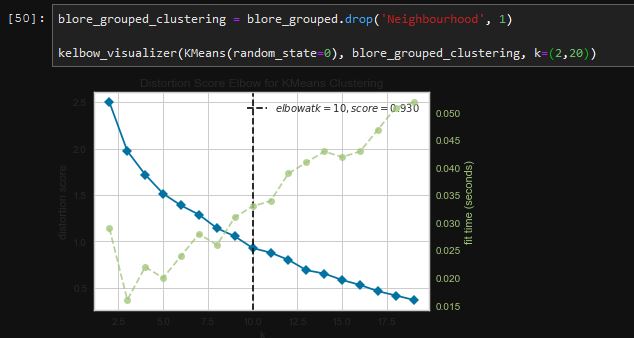 [50]: blore_grouped_clustering = blore_grouped.drop('Neighbourhood', 1)
kelbow_visualizer(KMeans(random_state=0), blore_grouped_clustering, k=(2,20))
Distortion Score Elbow for KMeans Clustering
elbow at k = 10, score = 0.930
2.5
2.0
1.5
1.0
0.5
distortion score
0.050
0.045
0.040
0.035
0.030
0.025
0.020
0.015
fit time (seconds)
2.5 5.0 7.5 10.0 12.5 15.0 17.5
k